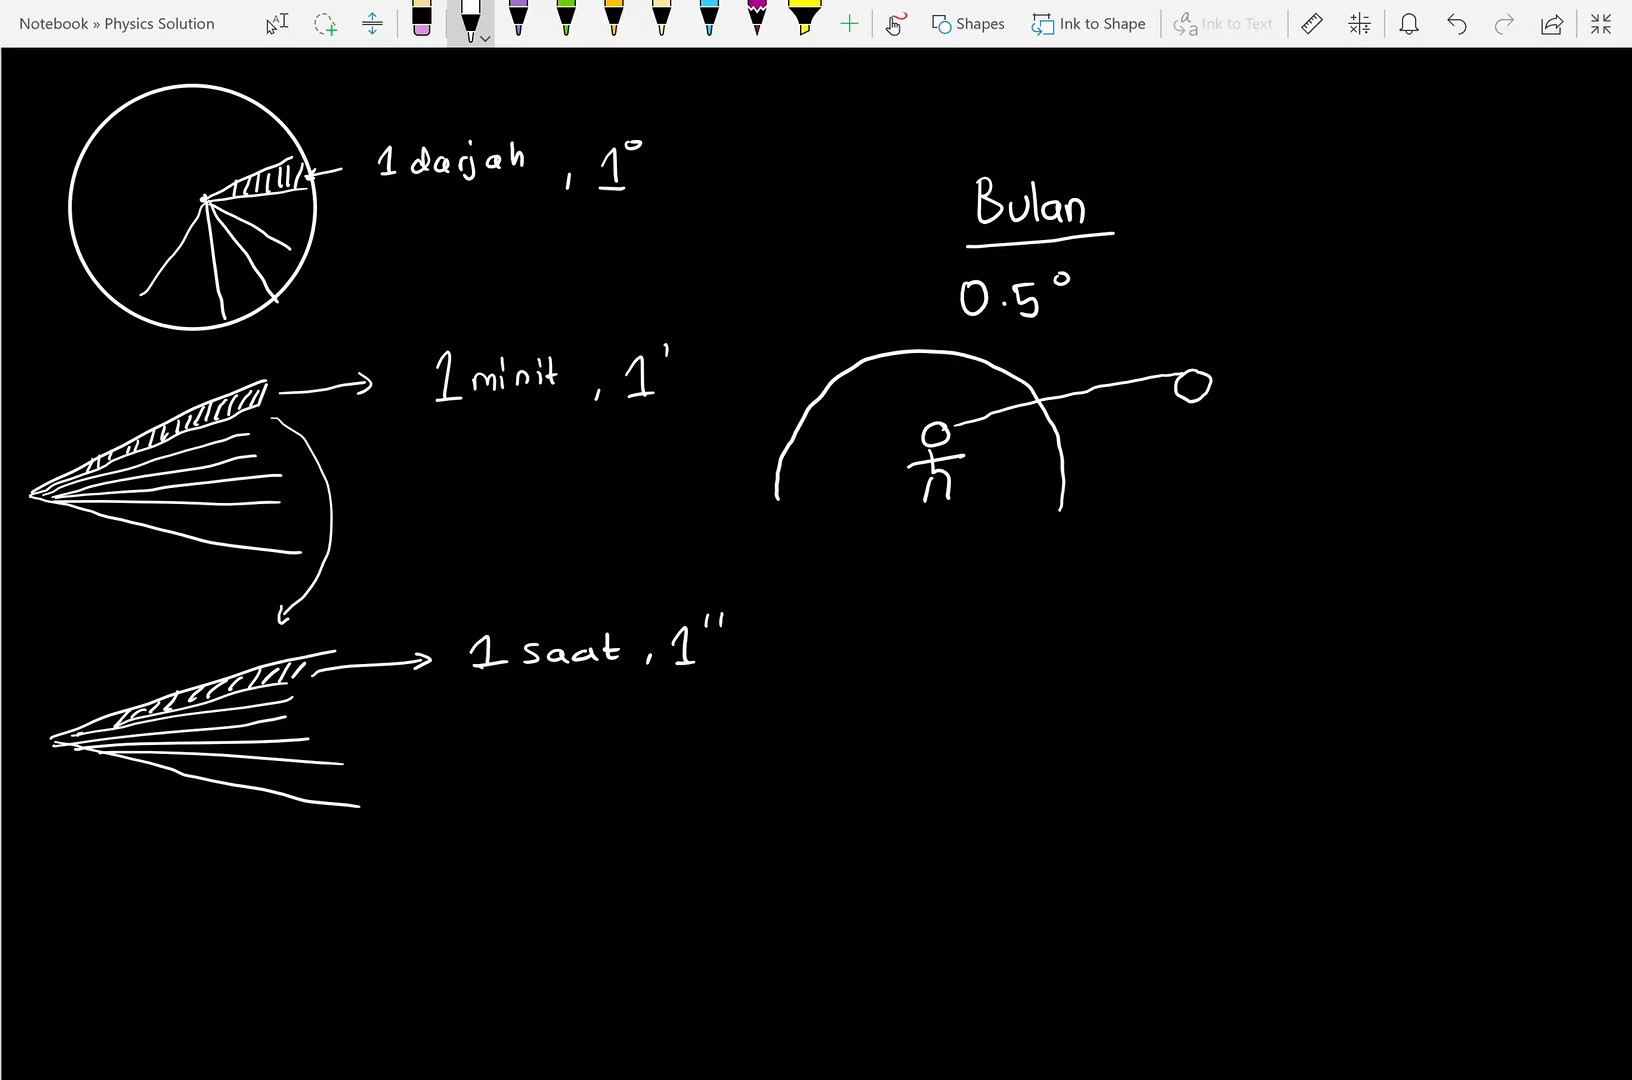 Notebook » Physics Solution
Shapes
Ink to Shape
Ink to Text
1 darjah , 1°
Bulan
0.5°
1 minit , 1'
1 saat , 1"